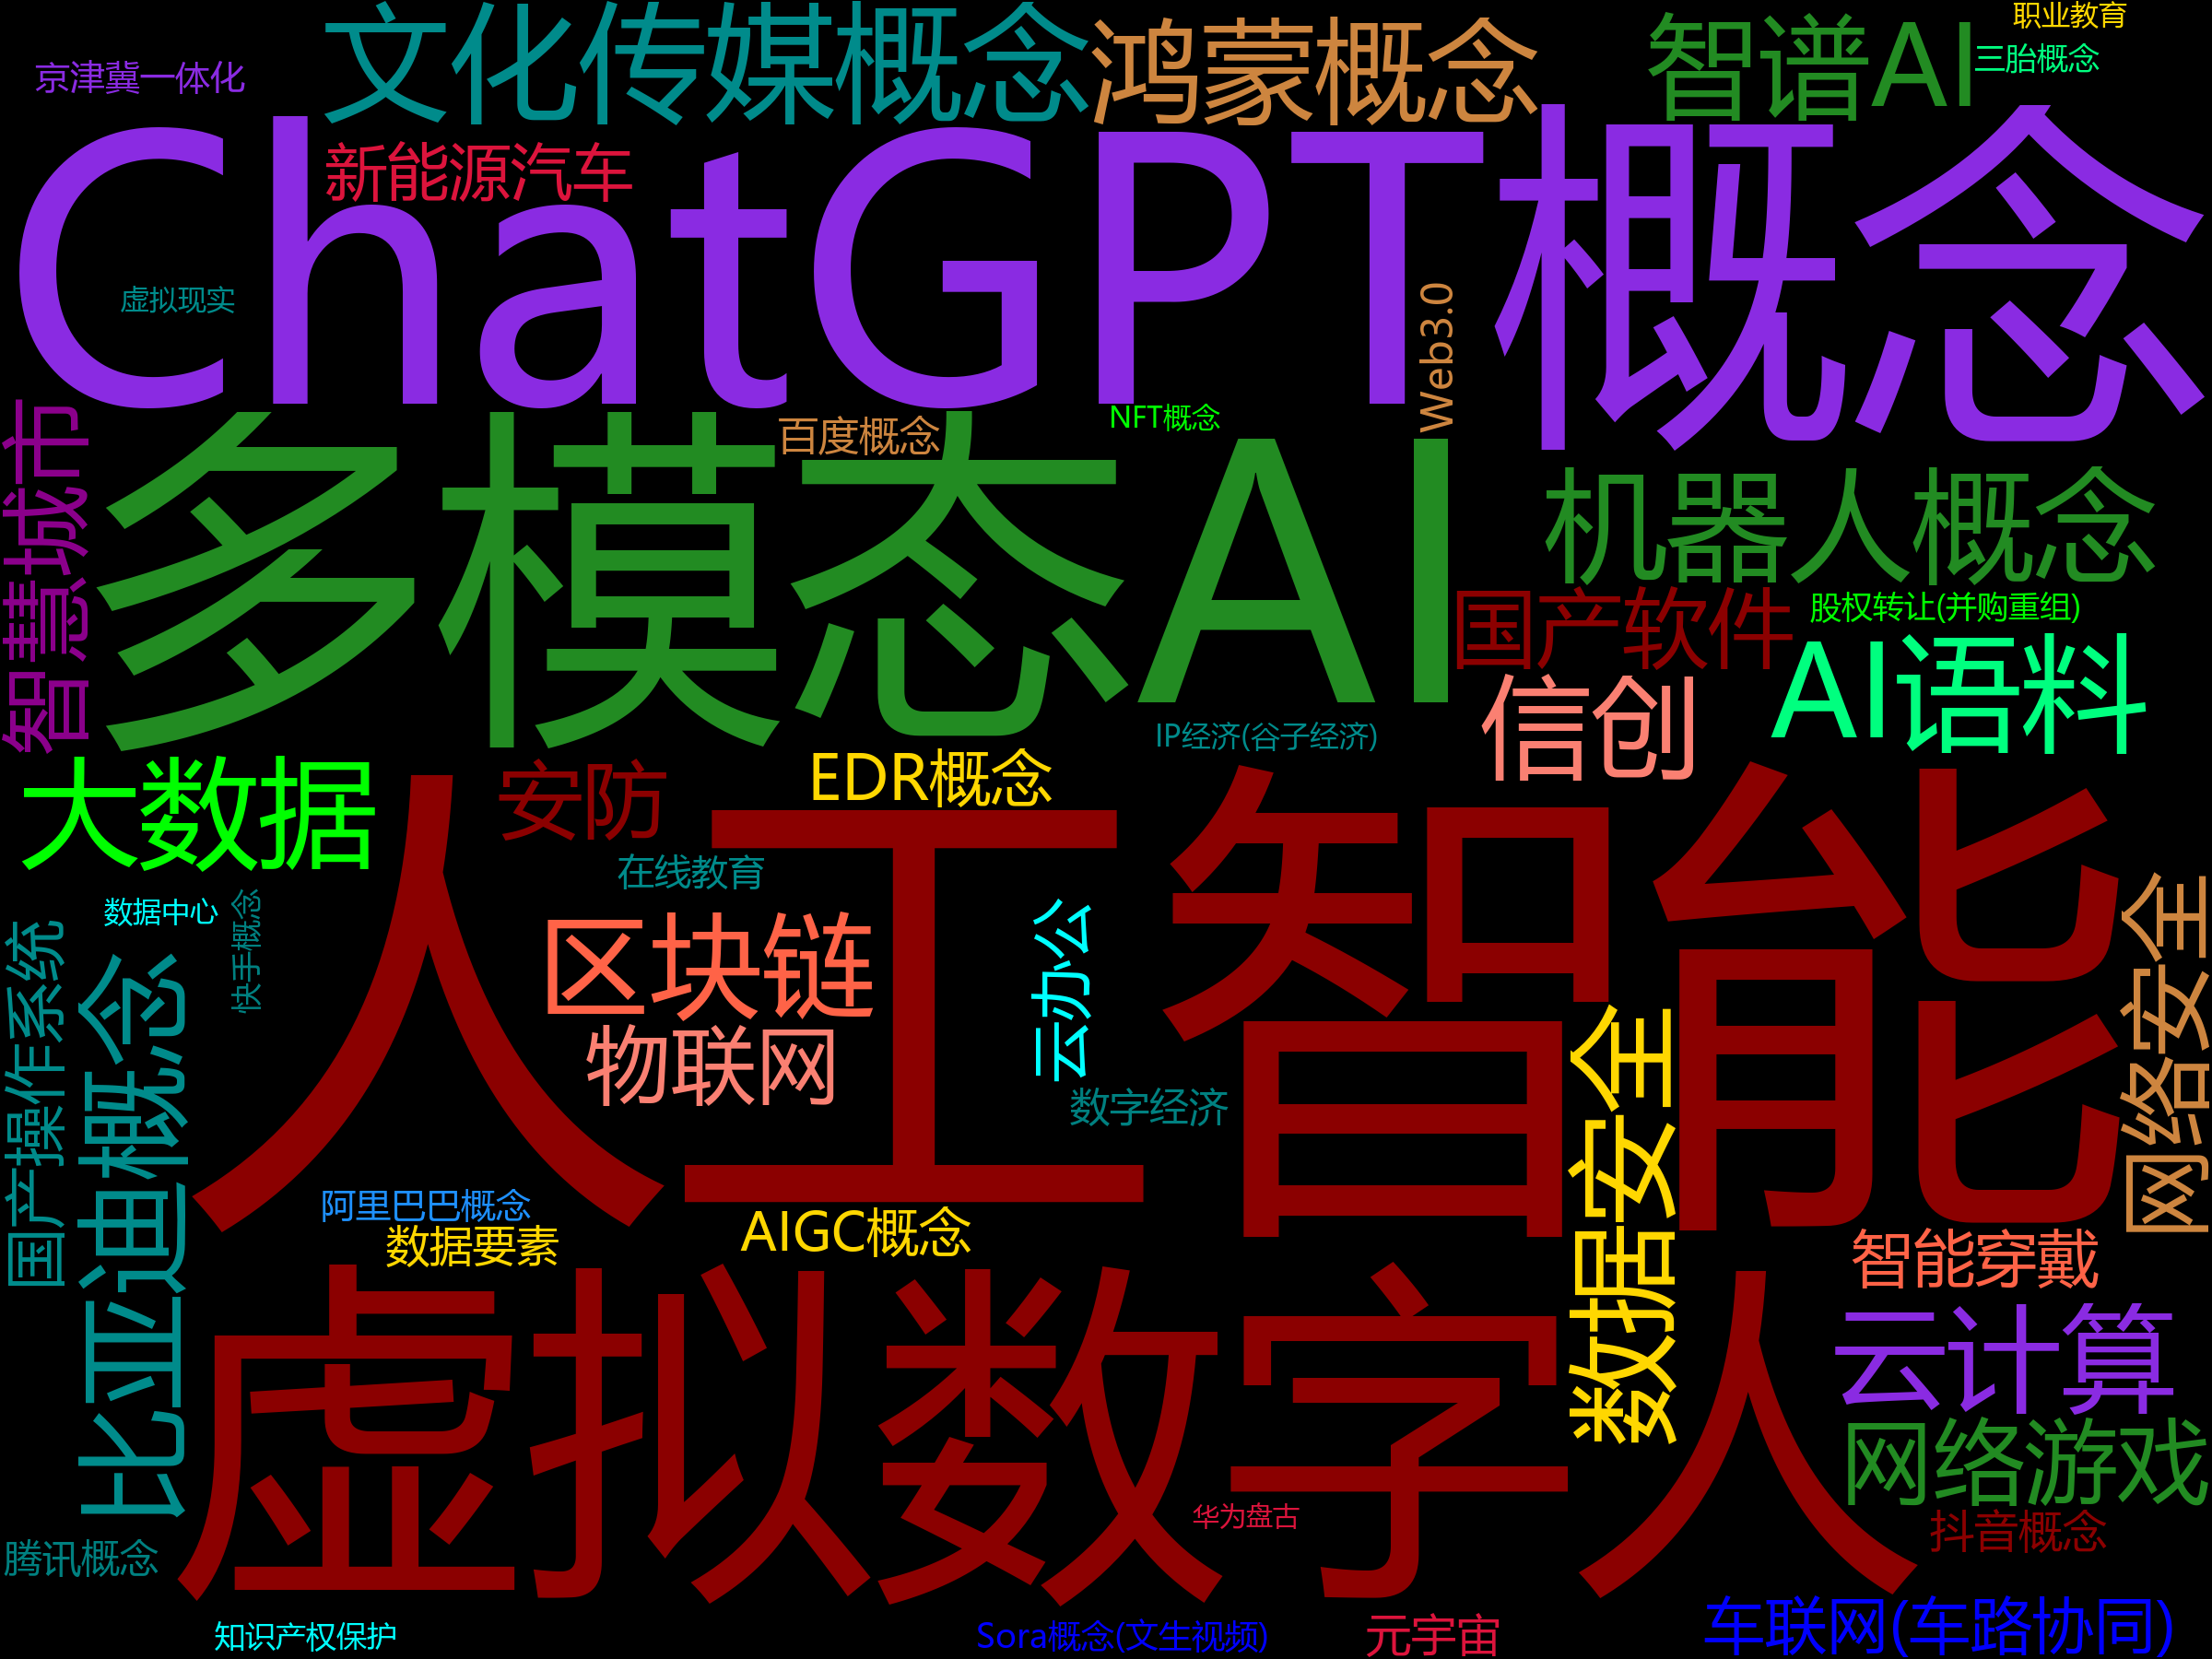 职业教育
文化传媒概念
鸿蒙概念
智谱AI
三胎概念
京津冀一体化
ChatGPT概念
新能源汽车
虚拟现实
Web3.0
NFT概念
百度概念
多模态AI
机器人概念
智慧城市
国产软件
股权转让(并购重组)
AI语料
信创
IP经济(谷子经济)
EDR概念
安防
大数据
人工智能
在线教育
数据中心
快手概念
区块链
云办公
网络安全
国产操作系统
比亚迪概念
物联网
数字经济
数据安全
阿里巴巴概念
AIGC概念
数据要素
智能穿戴
虚拟数字人
云计算
网络游戏
华为盘古
抖音概念
腾讯概念
知识产权保护
Sora概念(文生视频)
元宇宙
车联网(车路协同)